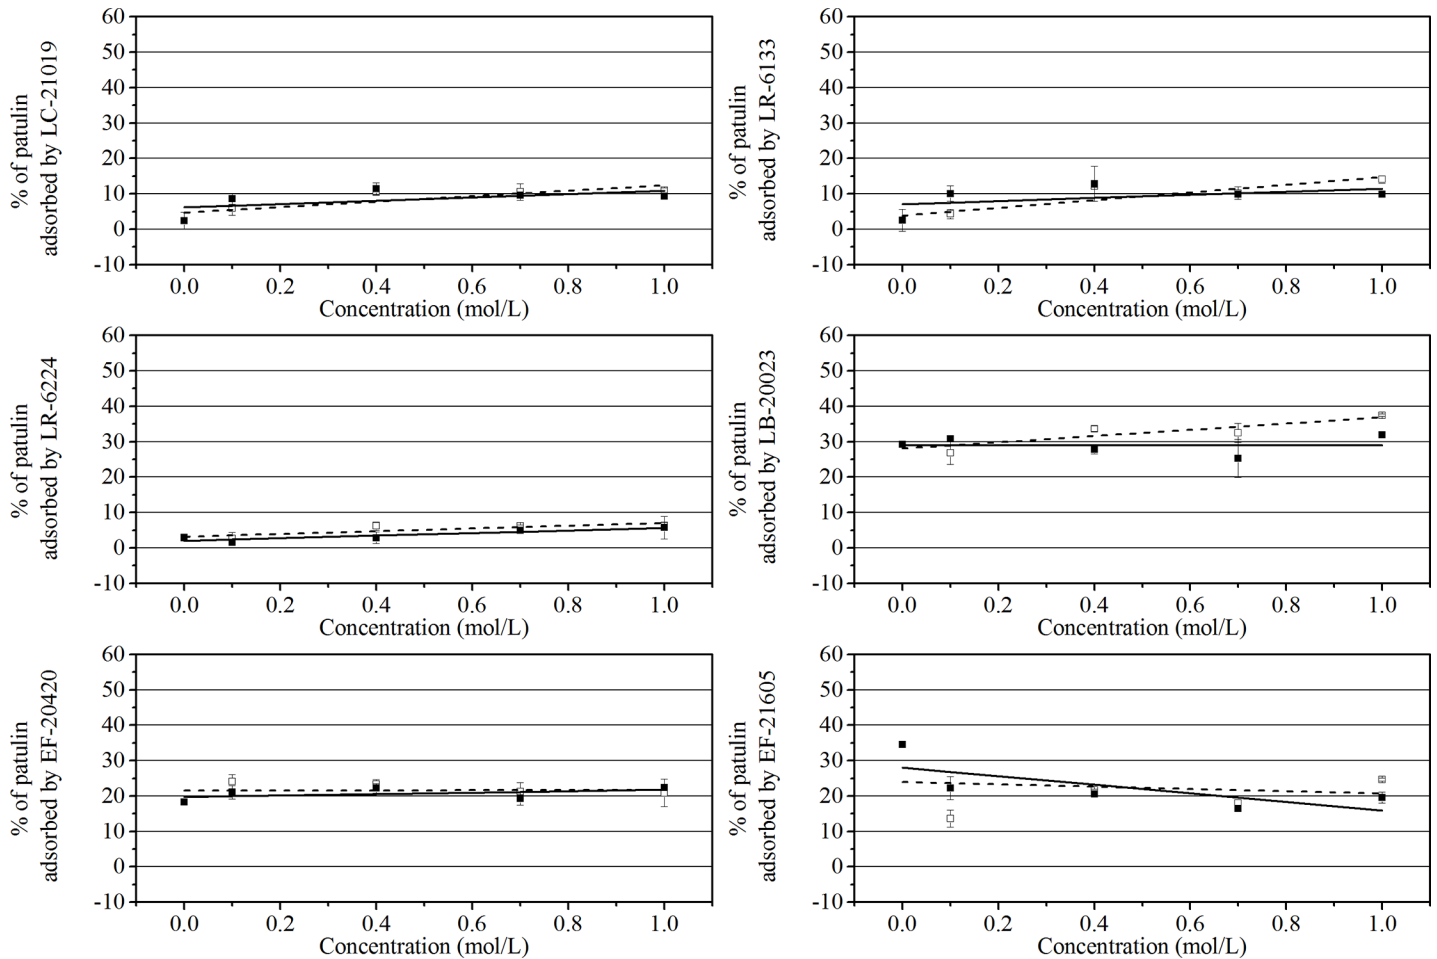 % of patulin
adsorbed by LC-21019
60
50
40
30
20
10
0
-10
0.0 0.2 0.4 0.6 0.8 1.0
Concentration (mol/L)
% of patulin
adsorbed by LR-6133
60
50
40
30
20
10
0
-10
0.0 0.2 0.4 0.6 0.8 1.0
Concentration (mol/L)
% of patulin
adsorbed by LR-6224
60
50
40
30
20
10
0
-10
0.0 0.2 0.4 0.6 0.8 1.0
Concentration (mol/L)
% of patulin
adsorbed by LB-20023
60
50
40
30
20
10
0
-10
0.0 0.2 0.4 0.6 0.8 1.0
Concentration (mol/L)
% of patulin
adsorbed by EF-20420
60
50
40
30
20
10
0
-10
0.0 0.2 0.4 0.6 0.8 1.0
Concentration (mol/L)
% of patulin
adsorbed by EF-21605
60
50
40
30
20
10
0
-10
0.0 0.2 0.4 0.6 0.8 1.0
Concentration (mol/L)